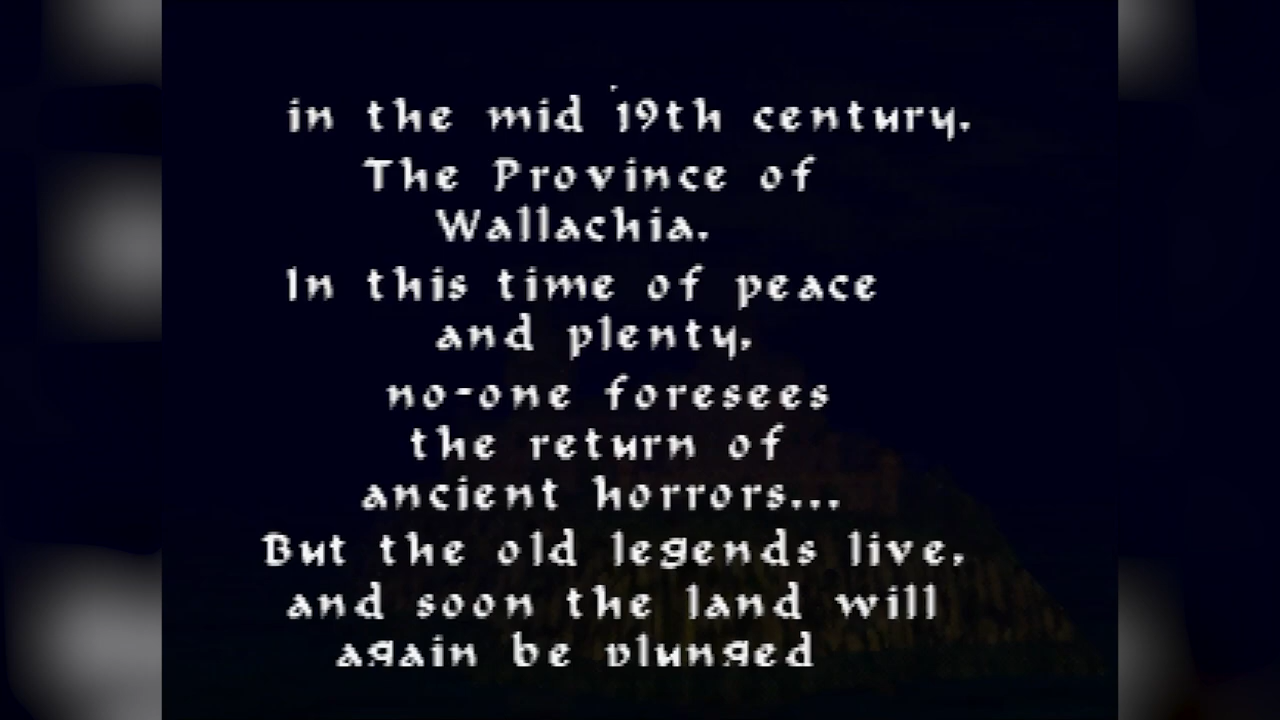 in the mid 19th century.
The Province of
Wallachia.
In this time of peace
and plenty,
no-one foresees
the return of
ancient horrors...
But the old legends live,
and soon the land will
again be plunged